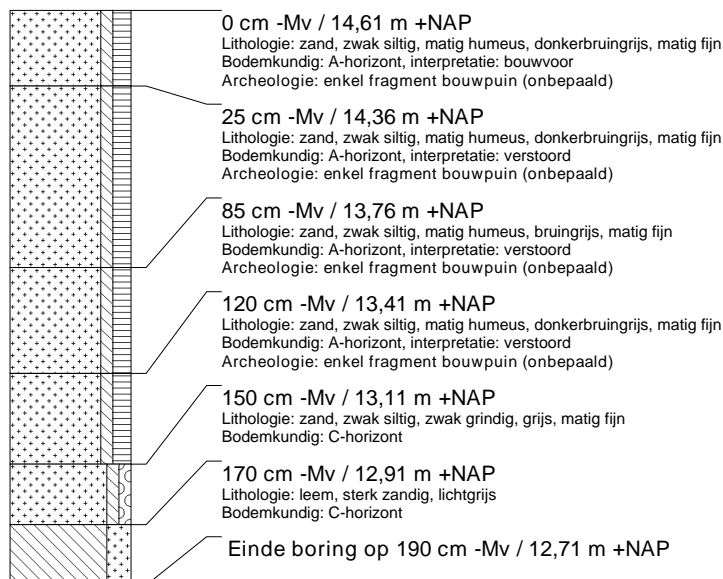 0 cm -Mv / 14,61 m +NAP
Lithologie: zand, zwak siltig, matig humeus, donkerbruingrijs, matig fijn
Bodemkundig: A-horizont, interpretatie: bouwvoor
Archeologie: enkel fragment bouwpuin (onbepaald)
25 cm -Mv / 14,36 m +NAP
Lithologie: zand, zwak siltig, matig humeus, donkerbruingrijs, matig fijn
Bodemkundig: A-horizont, interpretatie: verstoord
Archeologie: enkel fragment bouwpuin (onbepaald)
85 cm -Mv / 13,76 m +NAP
Lithologie: zand, zwak siltig, matig humeus, bruingrijs, matig fijn
Bodemkundig: A-horizont, interpretatie: verstoord
Archeologie: enkel fragment bouwpuin (onbepaald)
120 cm -Mv / 13,41 m +NAP
Lithologie: zand, zwak siltig, matig humeus, donkerbruingrijs, matig fijn
Bodemkundig: A-horizont, interpretatie: verstoord
Archeologie: enkel fragment bouwpuin (onbepaald)
150 cm -Mv / 13,11 m +NAP
Lithologie: zand, zwak siltig, zwak grindig, grijs, matig fijn
Bodemkundig: C-horizont
170 cm -Mv / 12,91 m +NAP
Lithologie: leem, sterk zandig, lichtgrijs
Bodemkundig: C-horizont
Einde boring op 190 cm -Mv / 12,71 m +NAP